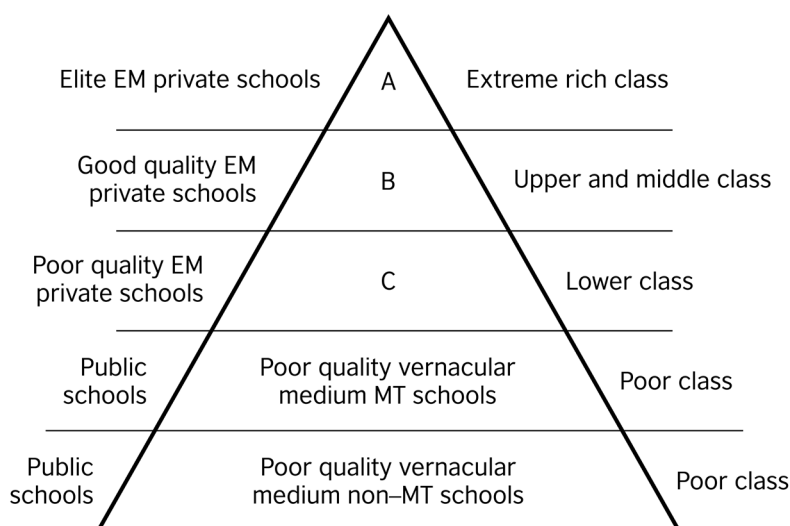 Elite EM private schools
A
Extreme rich class
Good quality EM
private schools
B
Upper and middle class
Poor quality EM
private schools
C
Lower class
Public
schools
Poor quality vernacular
medium MT schools
Poor class
Public
schools
Poor quality vernacular
medium non–MT schools
Poor class